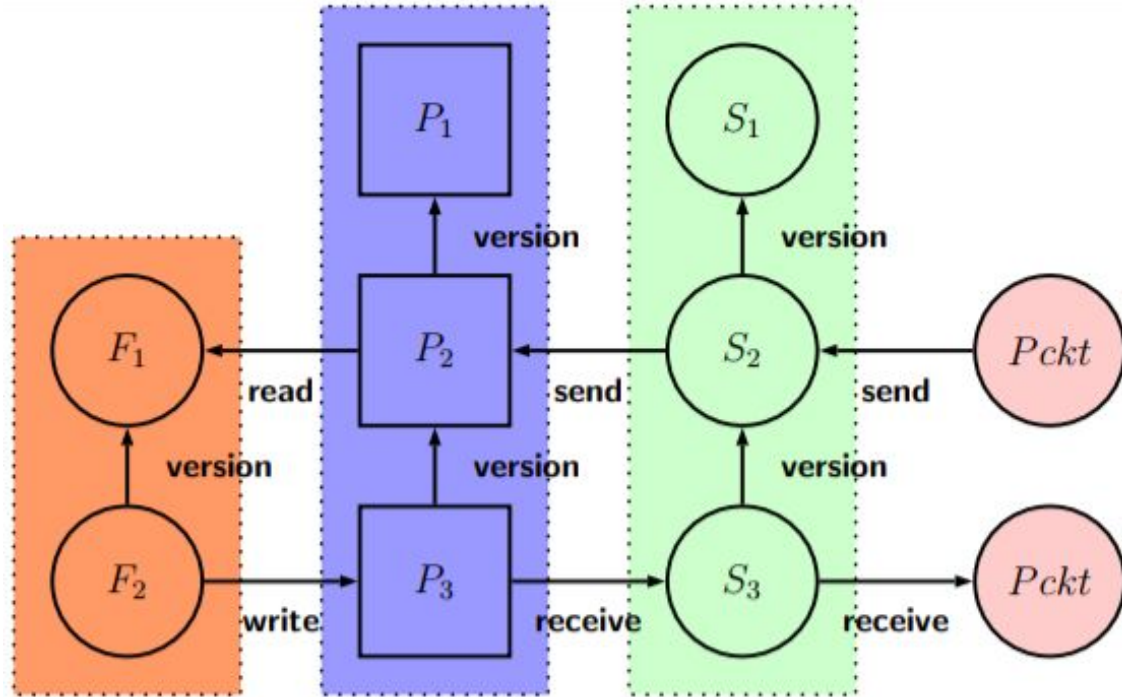 P₁ S₁
version version
F₁ P₂ S₂ Pckt
read send send
version version version
F₂ P₃ S₃ Pckt
write receive receive